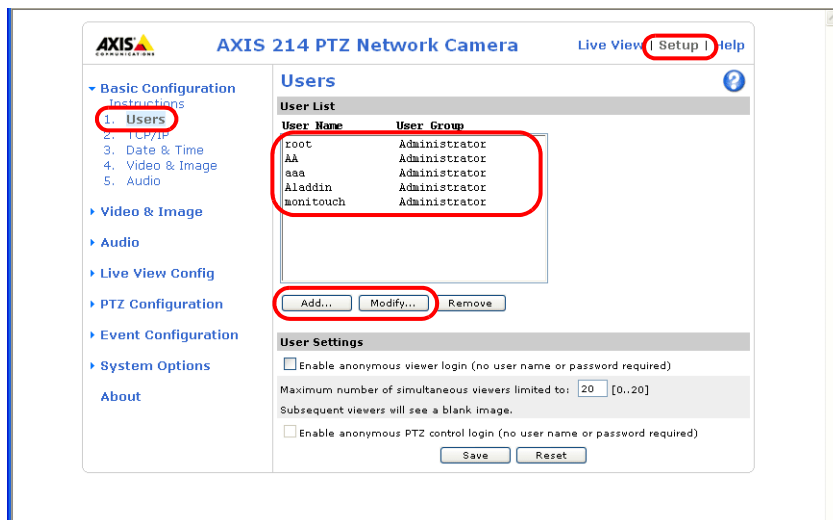 AXIS COMMUNICATIONS
AXIS 214 PTZ Network Camera
Live View | Setup | Help
Basic Configuration
Instructions
1. Users
2. TCP/IP
3. Date & Time
4. Video & Image
5. Audio
Video & Image
Audio
Live View Config
PTZ Configuration
Event Configuration
System Options
About
Users
?
User List
User Name User Group
root Administrator
AA Administrator
aaa Administrator
Aladdin Administrator
monitouch Administrator
Add... Modify... Remove
User Settings
Enable anonymous viewer login (no user name or password required)
Maximum number of simultaneous viewers limited to: 20 [0..20]
Subsequent viewers will see a blank image.
Enable anonymous PTZ control login (no user name or password required)
Save Reset